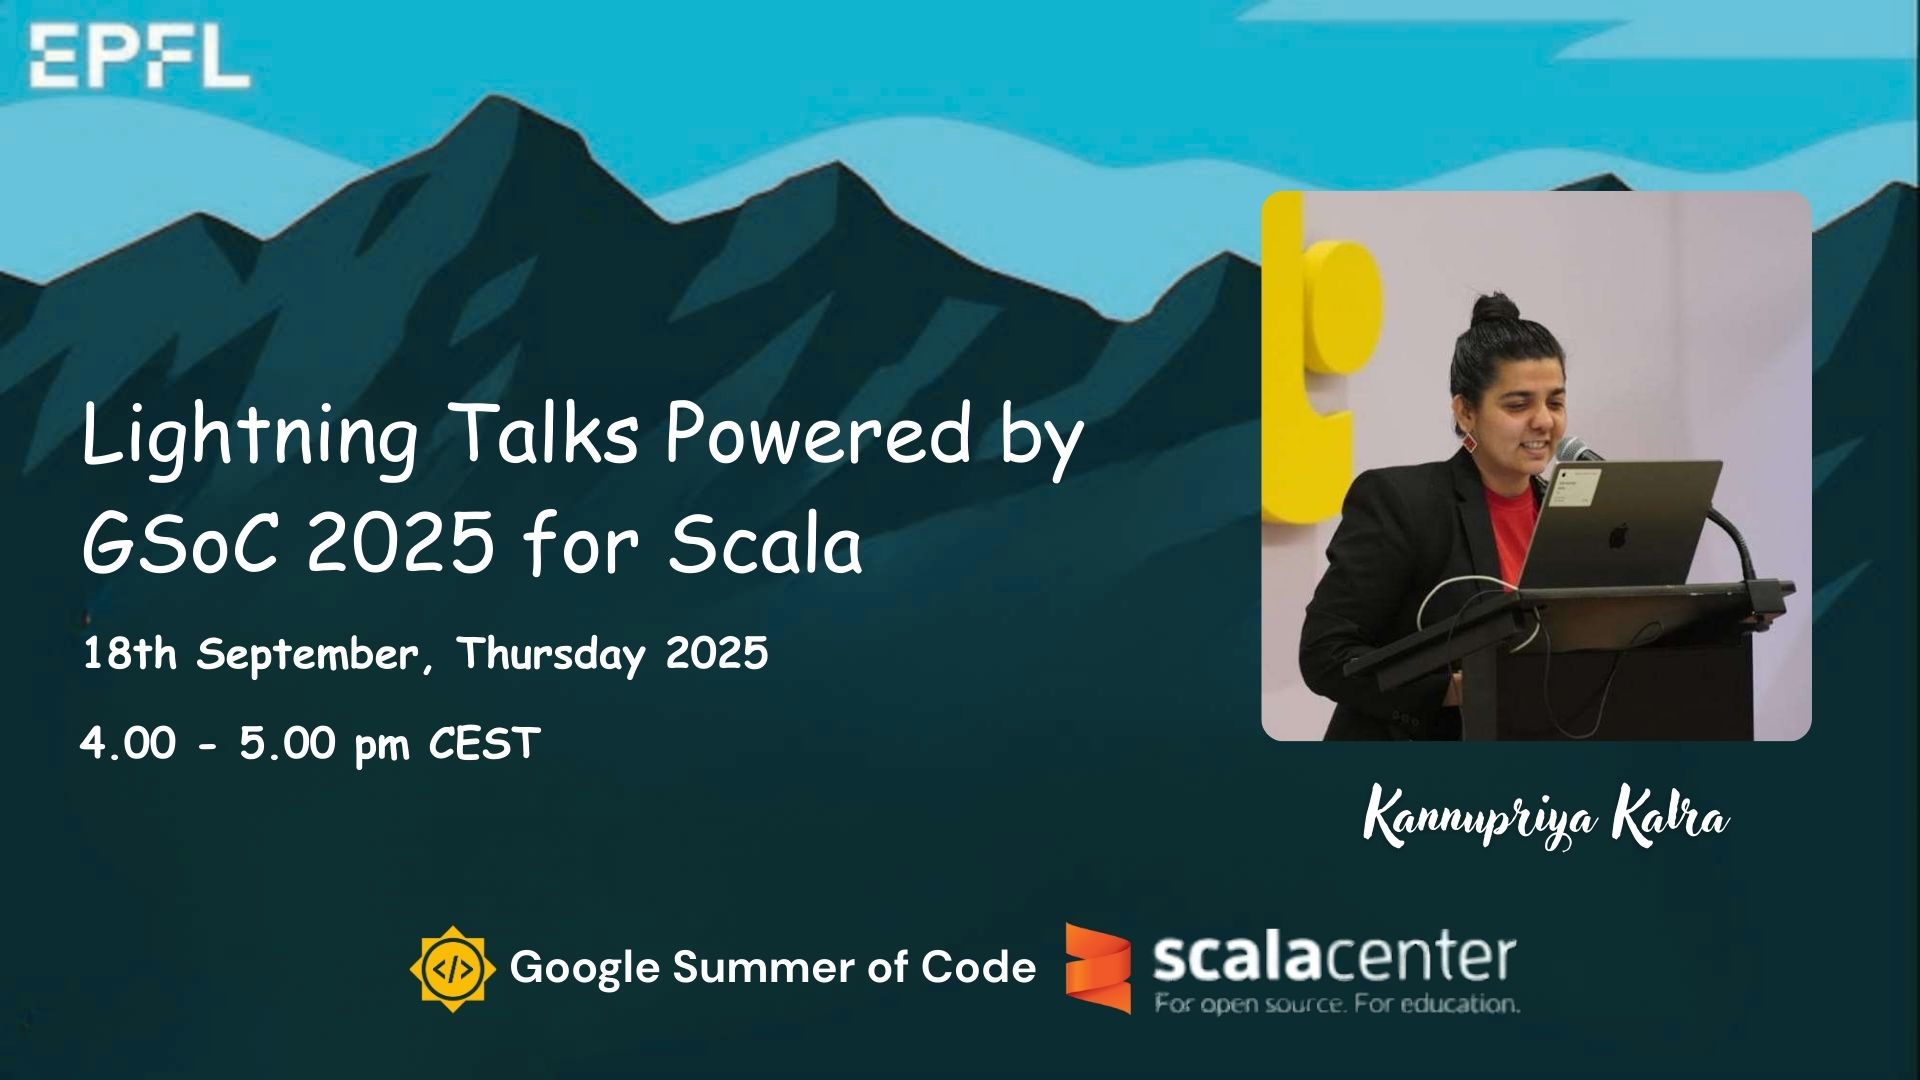 EPFL
Lightning Talks Powered by
GSoC 2025 for Scala
18th September, Thursday 2025
4.00 - 5.00 pm CEST
Kannupriya Kalra
</> Google Summer of Code
scalacenter
For open source. For education.